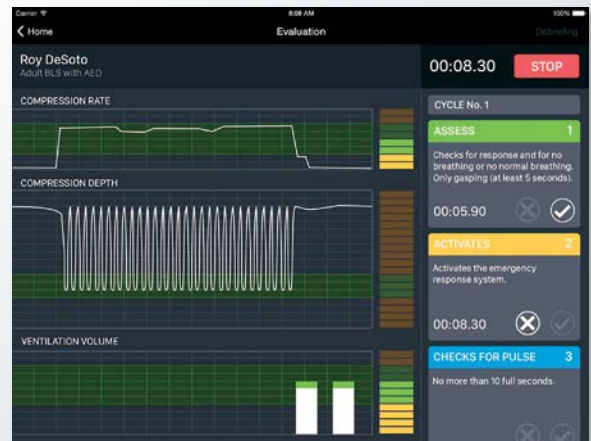 Carrier
8:08 AM
100%
Home
Evaluation
Debriefing
Roy DeSoto
Adult BLS with AED
00:08.30
STOP
COMPRESSION RATE
COMPRESSION DEPTH
VENTILATION VOLUME
CYCLE No. 1
ASSESS 1
Checks for response and for no
breathing or no normal breathing.
Only gasping (at least 5 seconds).
00:05.90
ACTIVATES 2
Activates the emergency
response system.
00:08.30
CHECKS FOR PULSE 3
No more than 10 full seconds.